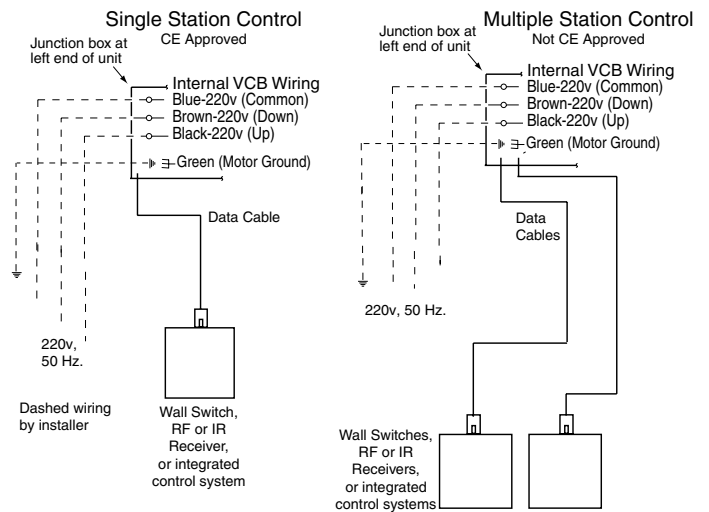 Single Station Control
CE Approved
Junction box at
left end of unit
Internal VCB Wiring
Blue-220v (Common)
Brown-220v (Down)
Black-220v (Up)
Green (Motor Ground)
Data Cable
220v,
50 Hz.
Dashed wiring
by installer
Wall Switch,
RF or IR
Receiver,
or integrated
control system
Multiple Station Control
Not CE Approved
Junction box at
left end of unit
Internal VCB Wiring
Blue-220v (Common)
Brown-220v (Down)
Black-220v (Up)
Green (Motor Ground)
Data
Cables
220v, 50 Hz.
Wall Switches,
RF or IR
Receivers,
or integrated
control systems